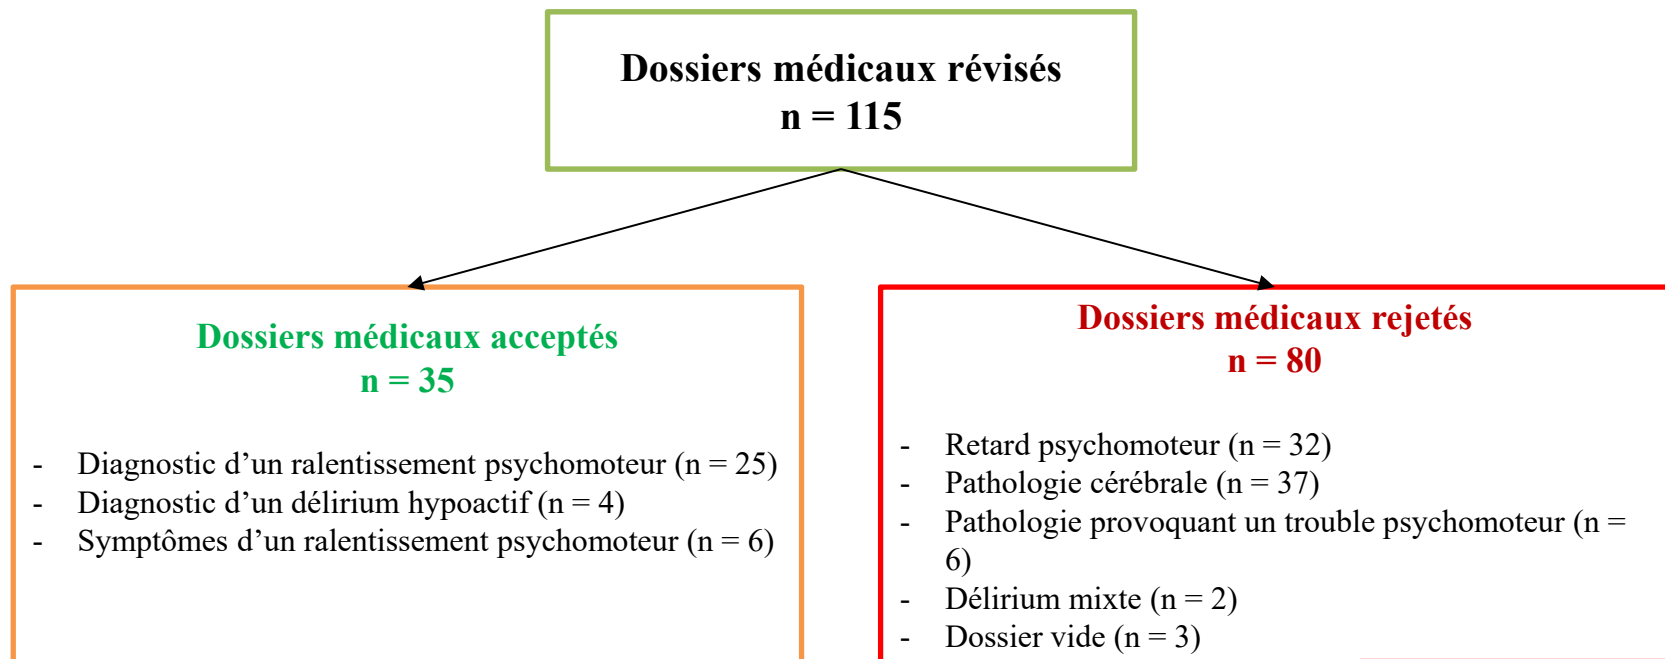 Dossiers médicaux révisés
n = 115
Dossiers médicaux acceptés
n = 35
- Diagnostic d’un ralentissement psychomoteur (n = 25)
- Diagnostic d’un délirium hypoactif (n = 4)
- Symptômes d’un ralentissement psychomoteur (n = 6)
Dossiers médicaux rejetés
n = 80
- Retard psychomoteur (n = 32)
- Pathologie cérébrale (n = 37)
- Pathologie provoquant un trouble psychomoteur (n =
6)
- Délirium mixte (n = 2)
- Dossier vide (n = 3)